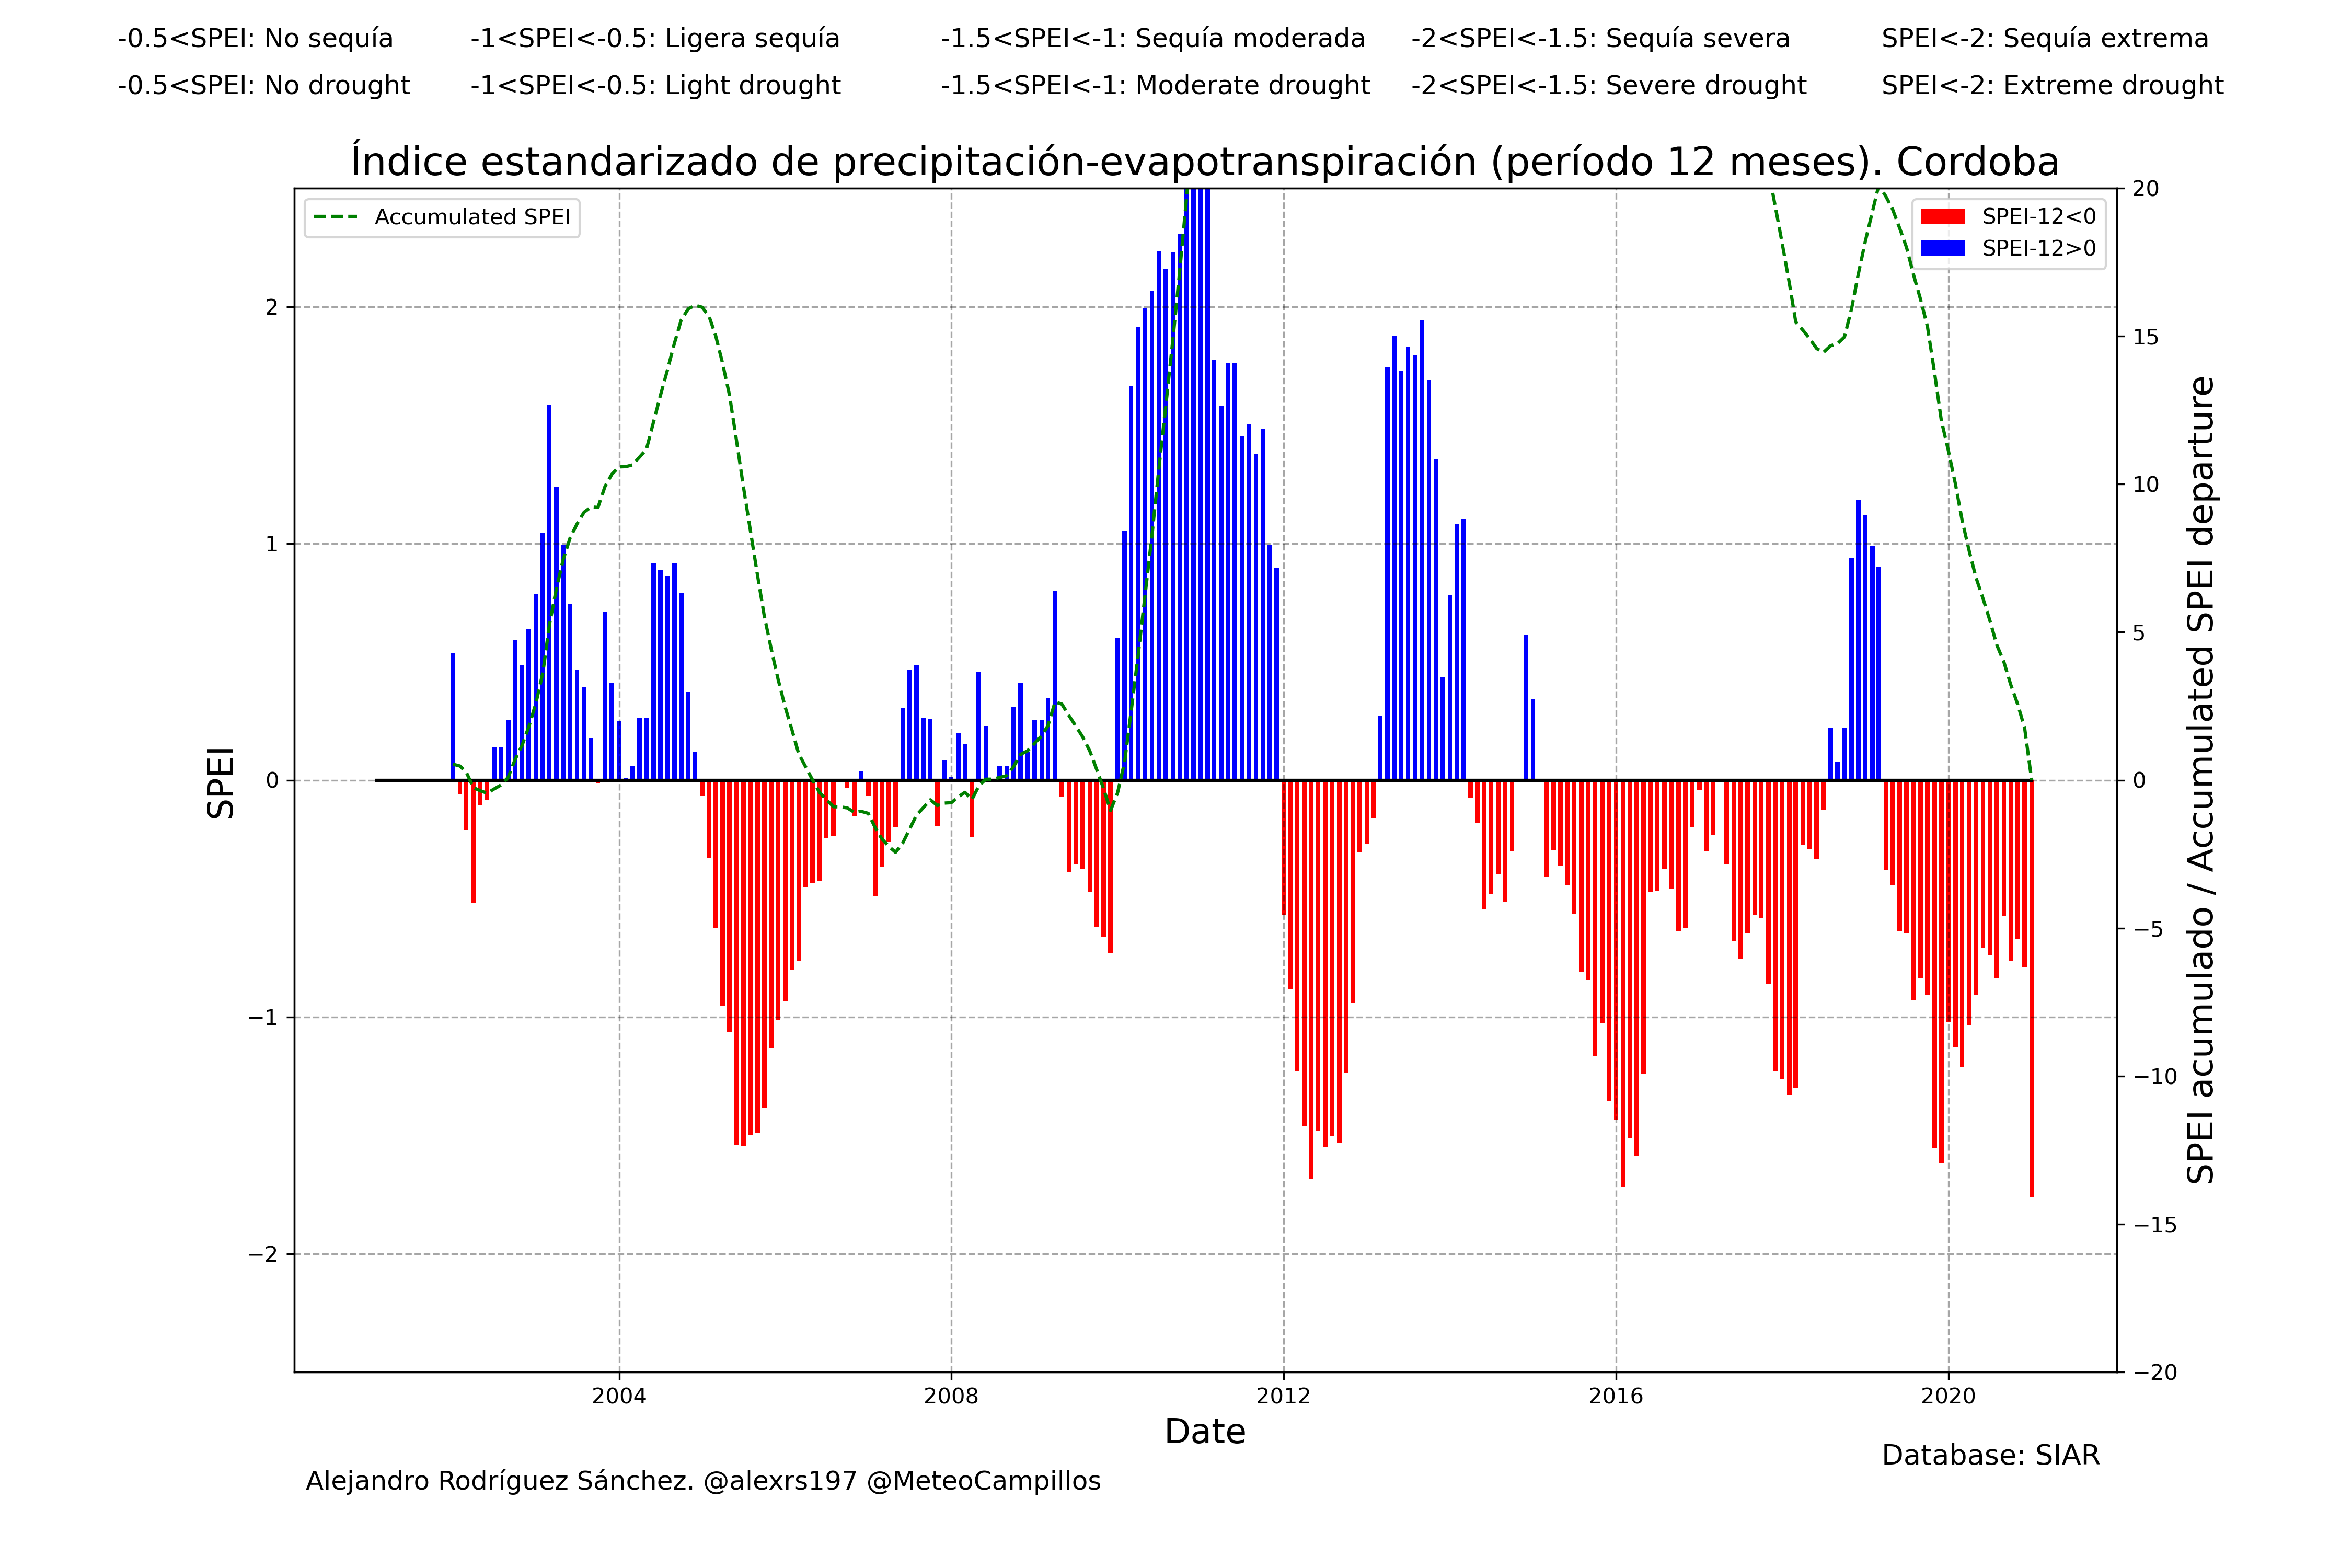 -0.5<SPEI: No sequía -1<SPEI<-0.5: Ligera sequía -1.5<SPEI<-1: Sequía moderada -2<SPEI<-1.5: Sequía severa SPEI<-2: Sequía extrema
-0.5<SPEI: No drought -1<SPEI<-0.5: Light drought -1.5<SPEI<-1: Moderate drought -2<SPEI<-1.5: Severe drought SPEI<-2: Extreme drought
Índice estandarizado de precipitación-evapotranspiración (período 12 meses). Cordoba
Accumulated SPEI
SPEI-12<0
SPEI-12>0
SPEI
2
1
0
−1
−2
20
15
10
5
0
−5
−10
−15
−20
SPEI acumulado / Accumulated SPEI departure
2004 2008 2012 2016 2020
Date
Database: SIAR
Alejandro Rodríguez Sánchez. @alexrs197 @MeteoCampillos